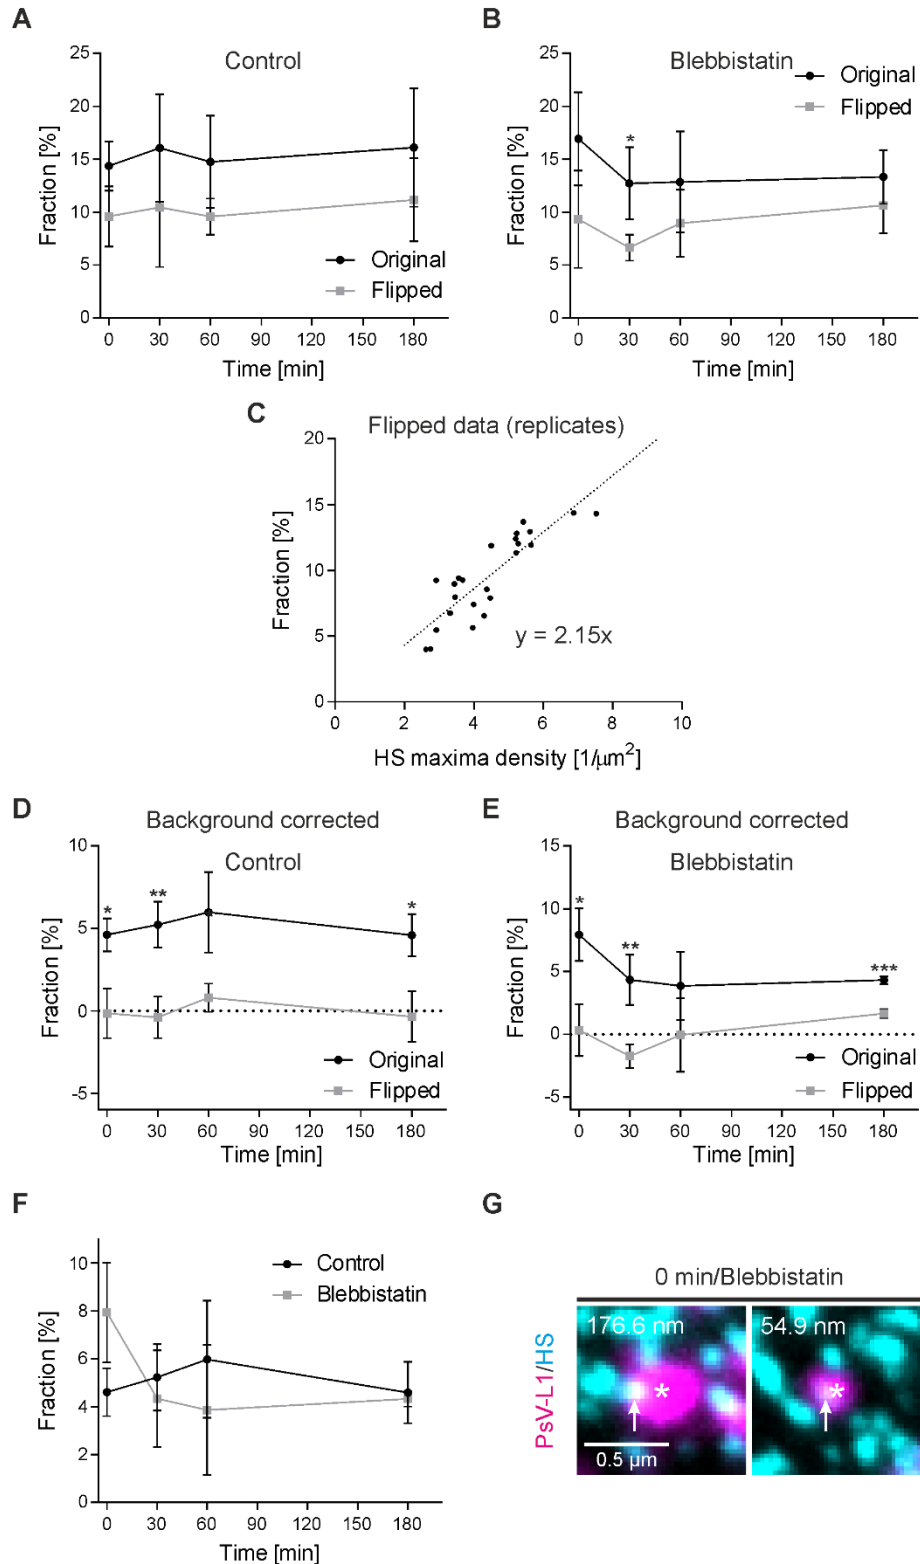 A
Control
Fraction [%]
25
20
15
10
5
0
Original
Flipped
0 30 60 90 120 150 180
Time [min]
B
Blebbistatin
Original
Flipped
Fraction [%]
25
20
15
10
5
0
*
0 30 60 90 120 150 180
Time [min]
C
Flipped data (replicates)
Fraction [%]
20
15
10
5
0
y = 2.15x
0 2 4 6 8 10
HS maxima density [1/μm²]
D
Background corrected
Control
Fraction [%]
10
5
0
-5
* ** *
Original
Flipped
0 30 60 90 120 150 180
Time [min]
E
Background corrected
Blebbistatin
Fraction [%]
15
10
5
0
-5
* ** ***
Original
Flipped
0 30 60 90 120 150 180
Time [min]
F
Control
Blebbistatin
Fraction [%]
10
8
6
4
2
0
0 30 60 90 120 150 180
Time [min]
G
0 min/Blebbistatin
PsV-L1/HS
176.6 nm
*
0.5 μm
54.9 nm
*